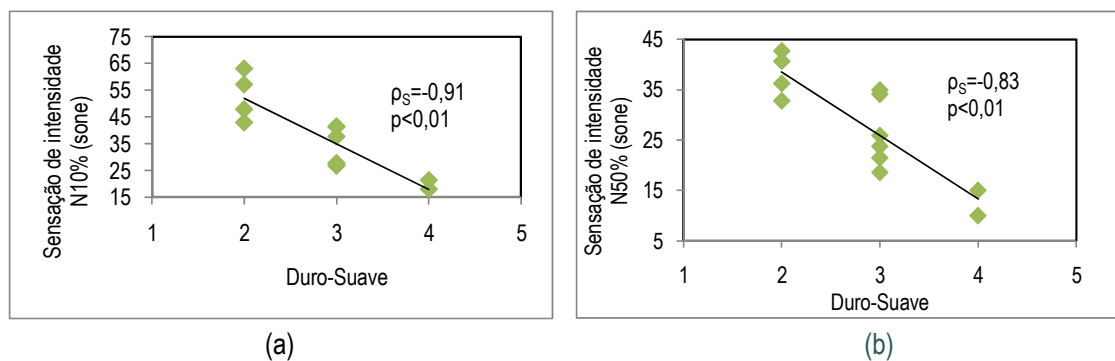 Sensação de intensidade
N10% (sone)
75
65
55
45
35
25
15
ρS=-0,91
p<0,01
1 2 3 4 5
Duro-Suave
(a)
Sensação de intensidade
N50% (sone)
45
35
25
15
5
ρS=-0,83
p<0,01
1 2 3 4 5
Duro-Suave
(b)